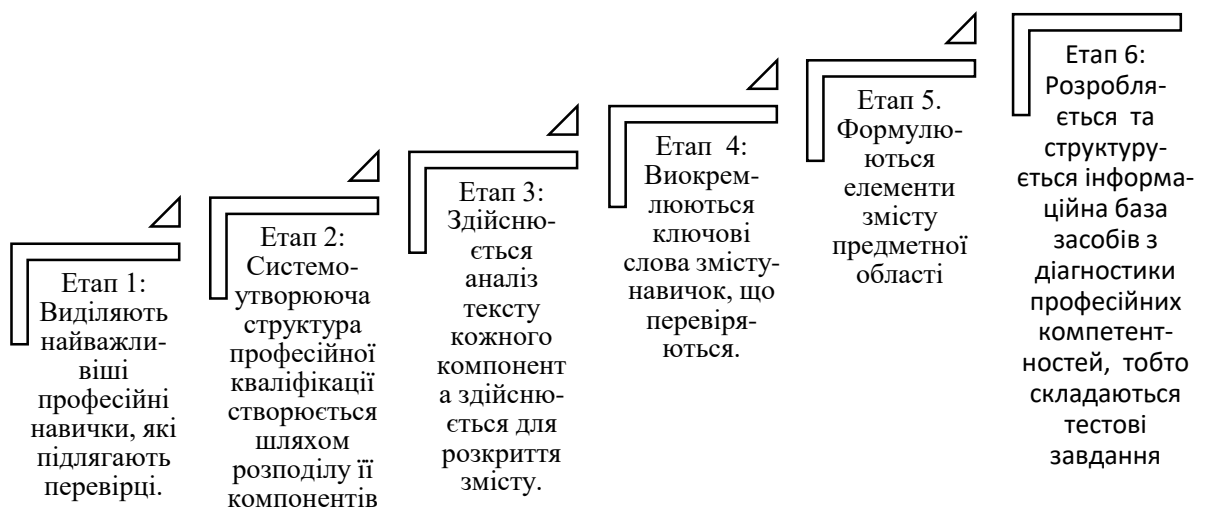 Етап 1:
Виділяють
найважли-
віші
професійні
навички, які
підлягають
перевірці.
Етап 2:
Системо-
утворююча
структура
професійної
кваліфікації
створюється
шляхом
розподілу її
компонентів
Етап 3:
Здійсню-
ється
аналіз
тексту
кожного
компонент
а здійсню-
ється для
розкриття
змісту.
Етап 4:
Виокрем-
люються
ключові
слова змісту-
навичок, що
перевіря-
ються.
Етап 5.
Формулю-
ються
елементи
змісту
предметної
області
Етап 6:
Розробля-
ється та
структуру-
ється інформа-
ційна база
засобів з
діагностики
професійних
компетент-
ностей, тобто
складаються
тестові
завдання